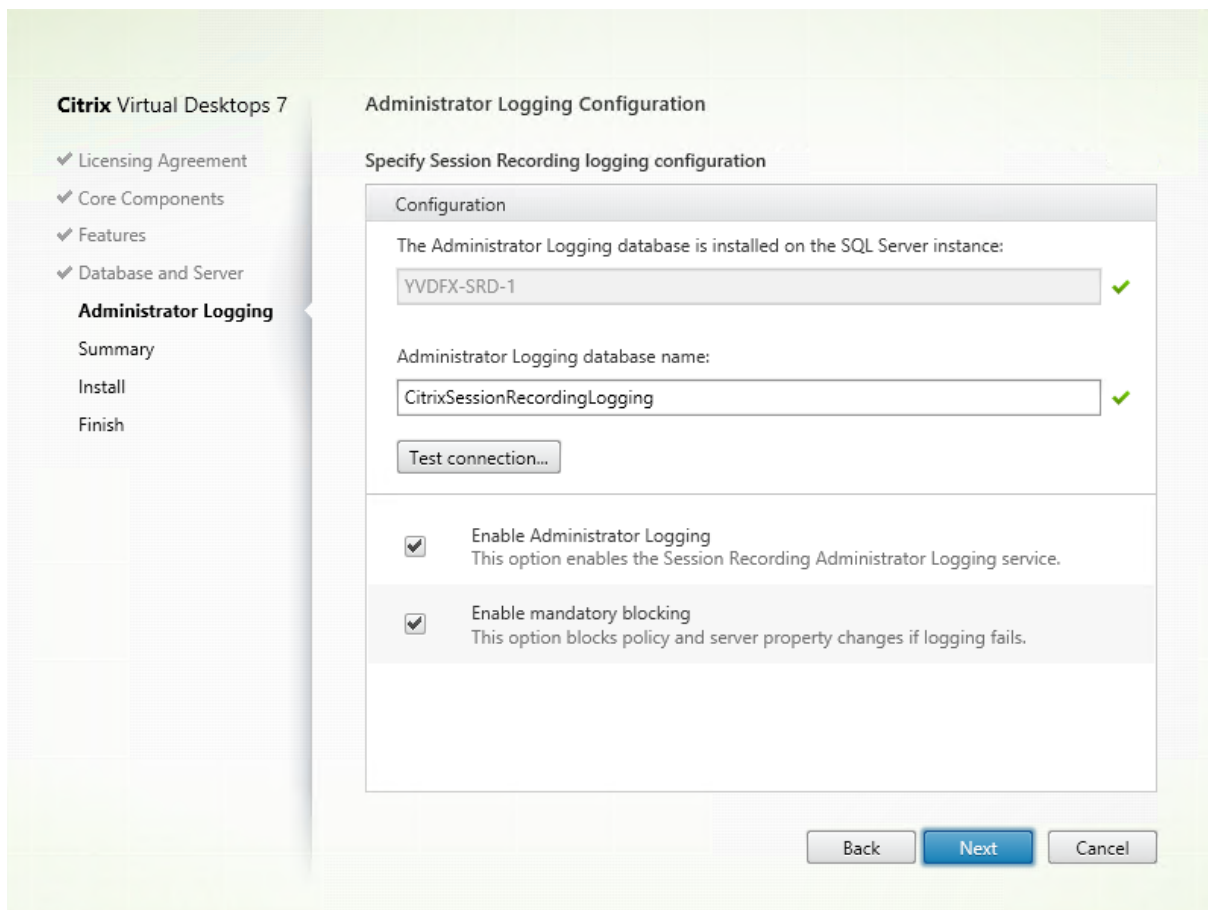 Citrix Virtual Desktops 7
Licensing Agreement
Core Components
Features
Database and Server
Administrator Logging
Summary
Install
Finish
Administrator Logging Configuration
Specify Session Recording logging configuration
Configuration
The Administrator Logging database is installed on the SQL Server instance:
YVDFX-SRD-1
Administrator Logging database name:
CitrixSessionRecordingLogging
Test connection...
Enable Administrator Logging
This option enables the Session Recording Administrator Logging service.
Enable mandatory blocking
This option blocks policy and server property changes if logging fails.
Back
Next
Cancel